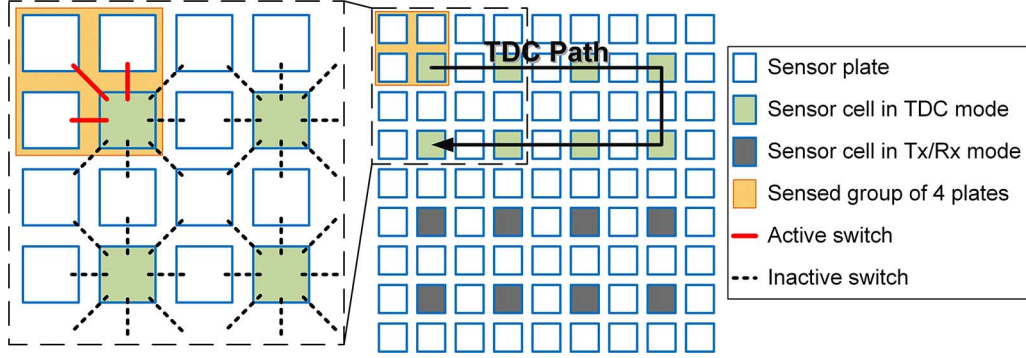 TDC Path
Sensor plate
Sensor cell in TDC mode
Sensor cell in Tx/Rx mode
Sensed group of 4 plates
Active switch
Inactive switch